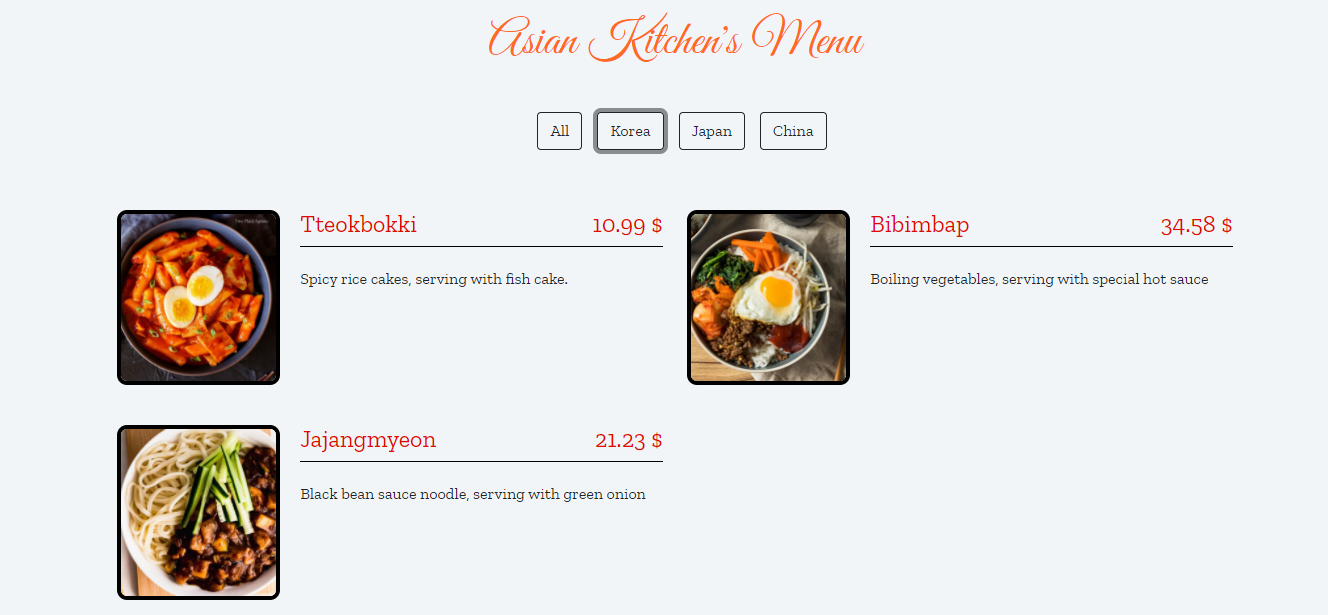 Asian Kitchen's Menu
All Korea Japan China
Tteokbokki 10.99 $
Spicy rice cakes, serving with fish cake.
Bibimbap 34.58 $
Boiling vegetables, serving with special hot sauce
Jajangmyeon 21.23 $
Black bean sauce noodle, serving with green onion